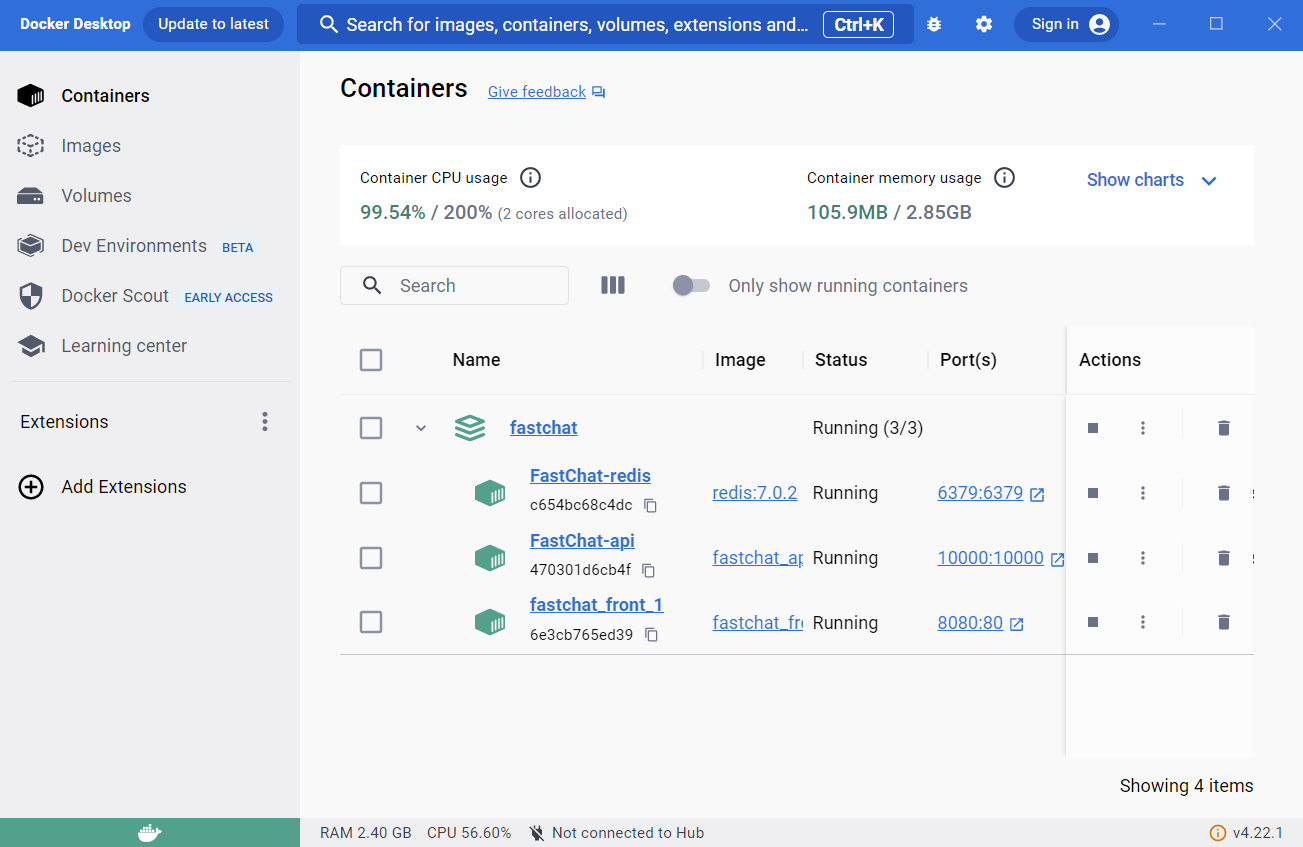 Docker Desktop Update to latest Search for images, containers, volumes, extensions and... Ctrl+K Sign in
Containers
Images
Volumes
Dev Environments BETA
Docker Scout EARLY ACCESS
Learning center
Extensions
Add Extensions
Containers Give feedback
Container CPU usage
99.54% / 200% (2 cores allocated)
Container memory usage
105.9MB / 2.85GB
Show charts
Search Only show running containers
Name Image Status Port(s) Actions
fastchat Running (3/3)
FastChat-redis
c654bc68c4dc
redis:7.0.2 Running 6379:6379
FastChat-api
470301d6cb4f
fastchat_ap Running 10000:10000
fastchat_front_1
6e3cb765ed39
fastchat_fro Running 8080:80
Showing 4 items
RAM 2.40 GB CPU 56.60% Not connected to Hub v4.22.1